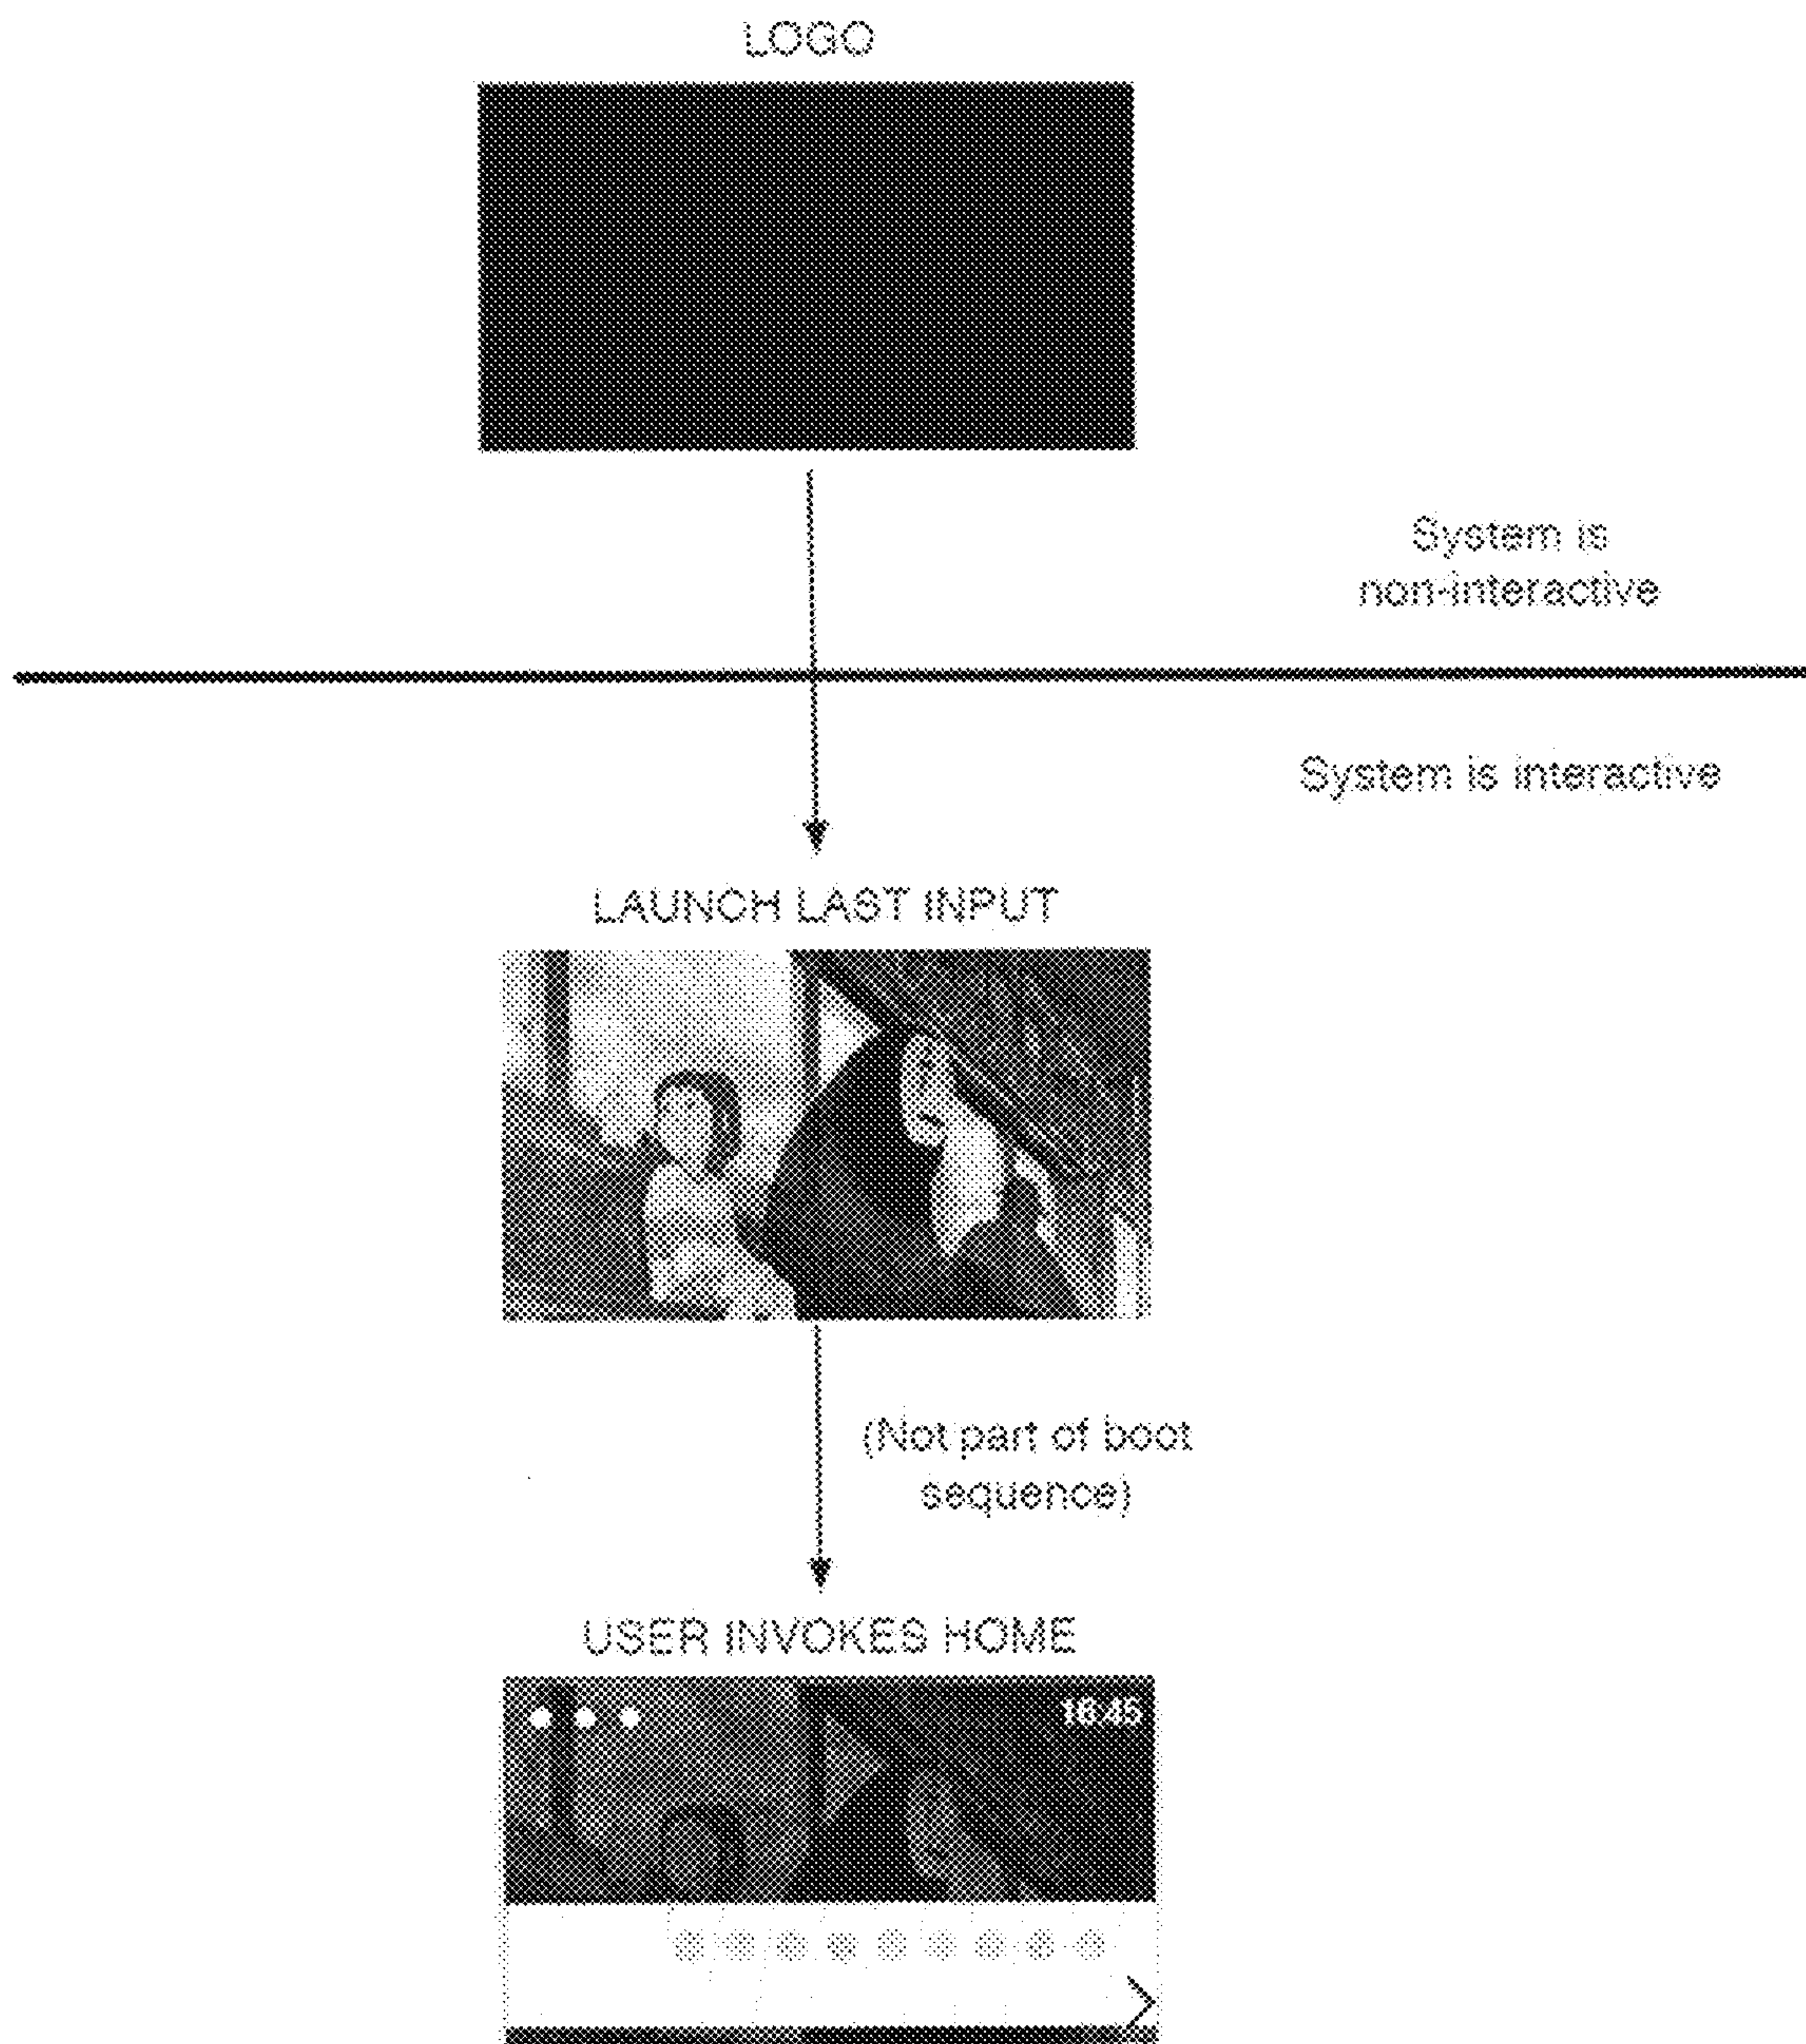 LOGO
System is
non-interactive
System is interactive
LAUNCH LAST INPUT
(Not part of boot
sequence)
USER INVOKES HOME
16:45